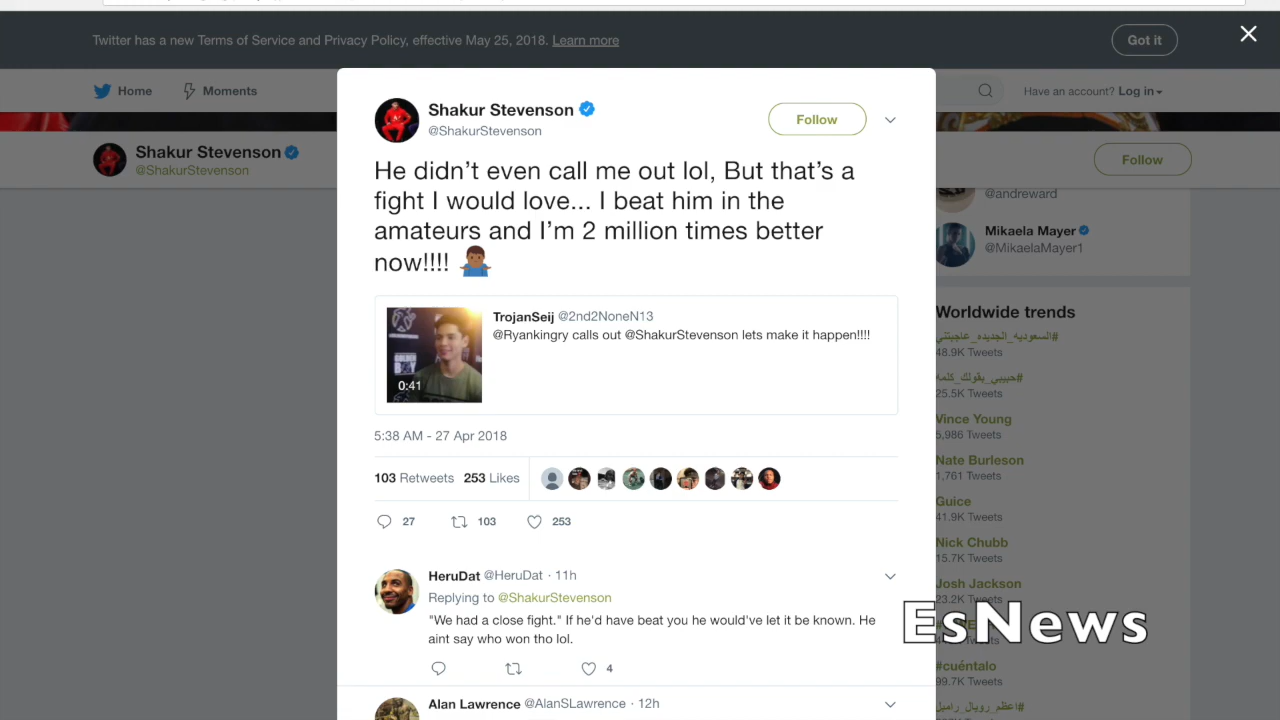 Twitter has a new Terms of Service and Privacy Policy, effective May 25, 2018. Learn more
Got it
Home
Moments
Have an account? Log in
Shakur Stevenson
@ShakurStevenson
Follow
Shakur Stevenson
@ShakurStevenson
Follow
He didn’t even call me out lol, But that’s a
fight I would love... I beat him in the
amateurs and I’m 2 million times better
now!!!!
TrojanSeij @2nd2NoneN13
@Ryankingry calls out @ShakurStevenson lets make it happen!!!!
GOLDEN
BOY
0:41
5:38 AM - 27 Apr 2018
103 Retweets 253 Likes
27 103 253
HeruDat @HeruDat · 11h
Replying to @ShakurStevenson
"We had a close fight." If he'd have beat you he would've let it be known. He
aint say who won tho lol.
4
Alan Lawrence @AlanSLawrence · 12h
@andreward
Mikaela Mayer
@MikaelaMayer1
Worldwide trends
#السعوديه_الجديده_عاجبتني
48.9K Tweets
#حبيبي_بقولك_كلمه
25.5K Tweets
Vince Young
5,986 Tweets
Nate Burleson
1,761 Tweets
Guice
41.9K Tweets
Nick Chubb
15.7K Tweets
Josh Jackson
23.2K Tweets
EsNews
#cuéntalo
99.7K Tweets
#اعظم_رويال_رامبل